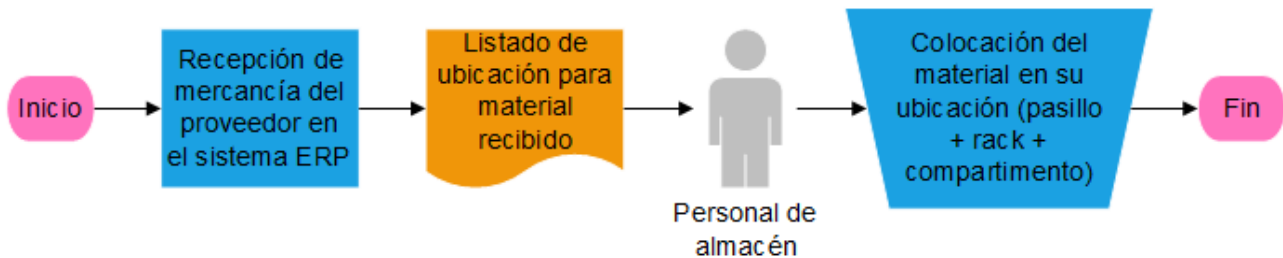 Inicio
Recepción de
mercancía del
proveedor en
el sistema ERP
Listado de
ubicación para
material
recibido
Personal de
almacén
Colocación del
material en su
ubicación (pasillo
+ rack +
compartimento)
Fin